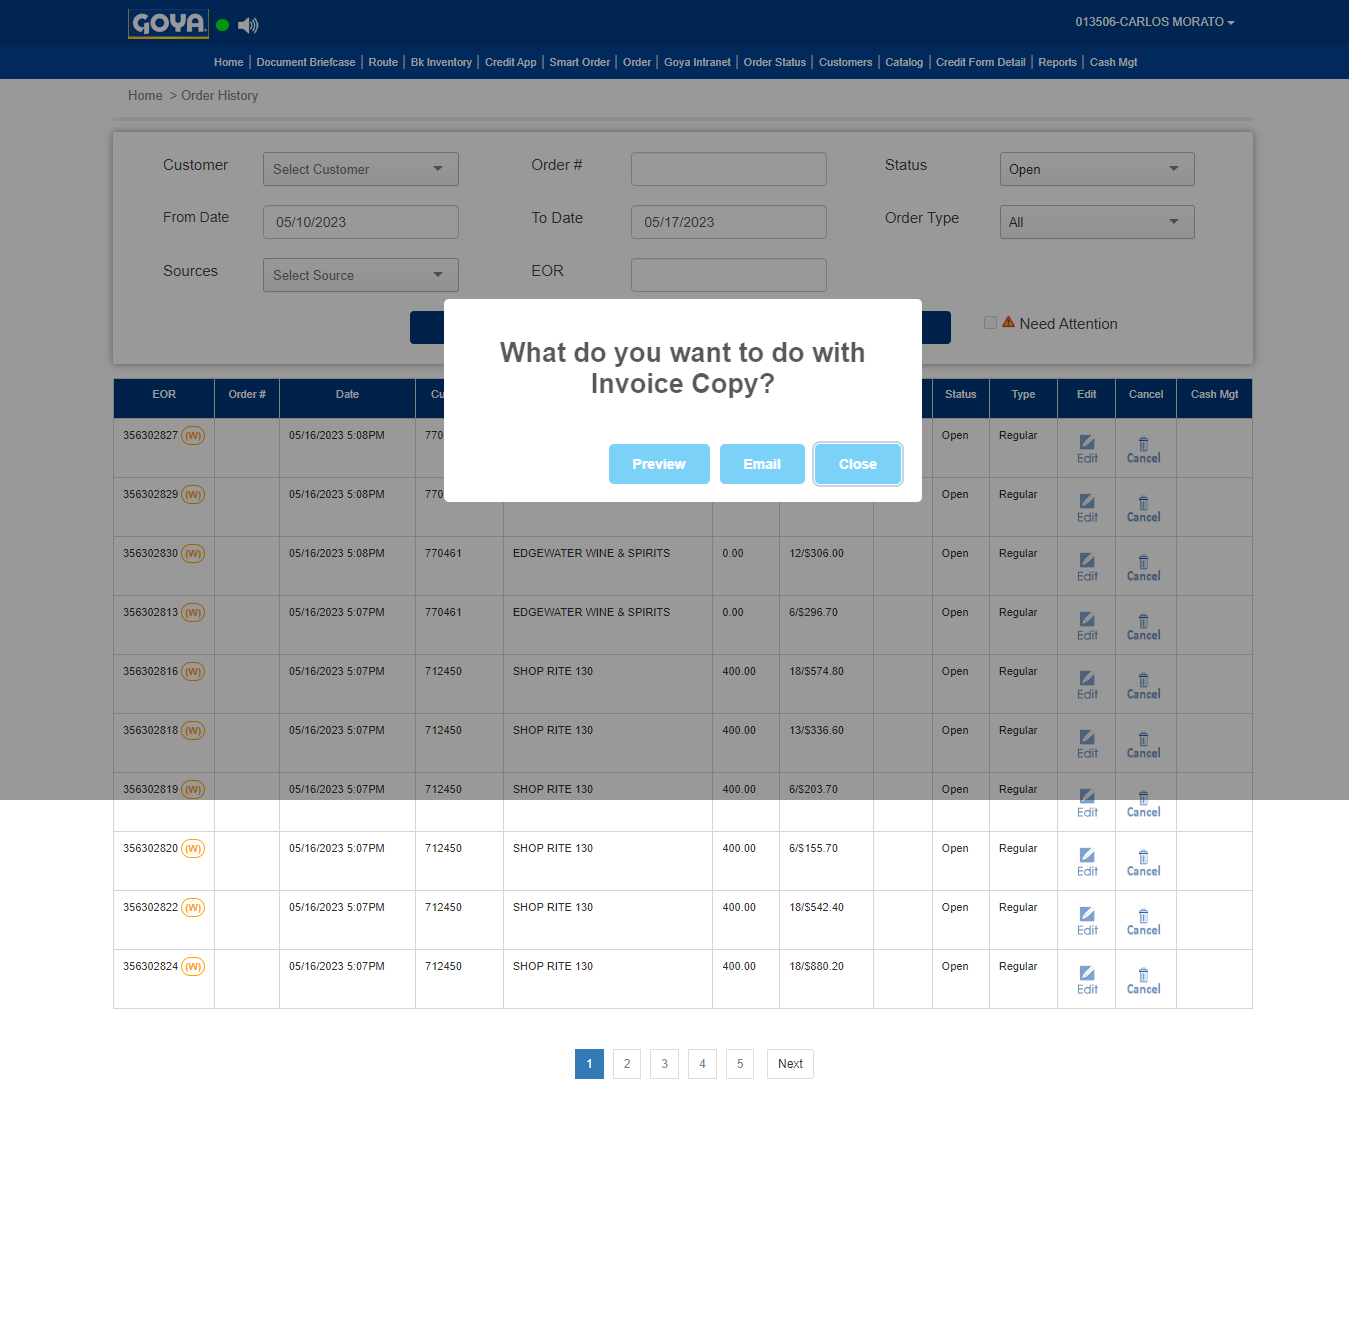 GOYA
013506-CARLOS MORATO
Home | Document Briefcase | Route | Bk Inventory | Credit App | Smart Order | Order | Goya Intranet | Order Status | Customers | Catalog | Credit Form Detail | Reports | Cash Mgt
Home > Order History
Customer Select Customer Order # Status Open
From Date 05/10/2023 To Date 05/17/2023 Order Type All
Sources Select Source EOR
Need Attention
What do you want to do with
Invoice Copy?
Preview Email Close
EOR Order # Date Status Type Edit Cancel Cash Mgt
356302827 (W) 05/16/2023 5:08PM Open Regular Edit Cancel
356302829 (W) 05/16/2023 5:08PM Open Regular Edit Cancel
356302830 (W) 05/16/2023 5:08PM 770461 EDGEWATER WINE & SPIRITS 0.00 12/$306.00 Open Regular Edit Cancel
356302813 (W) 05/16/2023 5:07PM 770461 EDGEWATER WINE & SPIRITS 0.00 6/$296.70 Open Regular Edit Cancel
356302816 (W) 05/16/2023 5:07PM 712450 SHOP RITE 130 400.00 18/$574.80 Open Regular Edit Cancel
356302818 (W) 05/16/2023 5:07PM 712450 SHOP RITE 130 400.00 13/$336.60 Open Regular Edit Cancel
356302819 (W) 05/16/2023 5:07PM 712450 SHOP RITE 130 400.00 6/$203.70 Open Regular Edit Cancel
356302820 (W) 05/16/2023 5:07PM 712450 SHOP RITE 130 400.00 6/$155.70 Open Regular Edit Cancel
356302822 (W) 05/16/2023 5:07PM 712450 SHOP RITE 130 400.00 18/$542.40 Open Regular Edit Cancel
356302824 (W) 05/16/2023 5:07PM 712450 SHOP RITE 130 400.00 18/$880.20 Open Regular Edit Cancel
1 2 3 4 5 Next